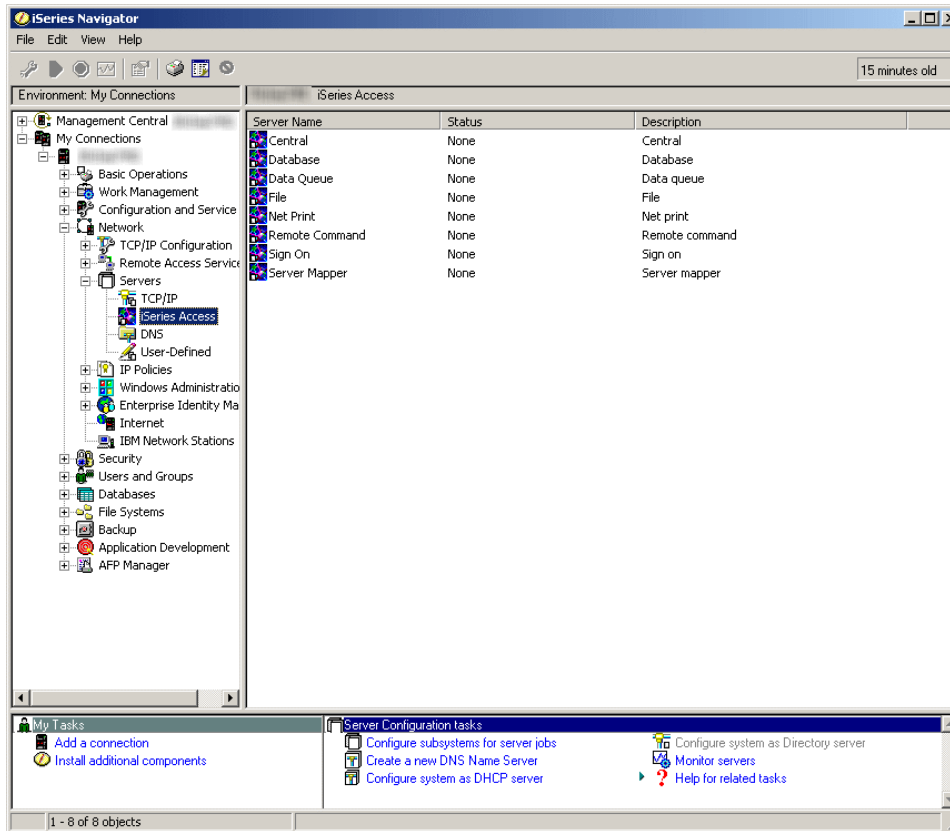 iSeries Navigator
File Edit View Help
15 minutes old
Environment: My Connections
iSeries Access
Management Central
My Connections
Basic Operations
Work Management
Configuration and Service
Network
TCP/IP Configuration
Remote Access Service
Servers
TCP/IP
iSeries Access
DNS
User-Defined
IP Policies
Windows Administratio
Enterprise Identity Ma
Internet
IBM Network Stations
Security
Users and Groups
Databases
File Systems
Backup
Application Development
AFP Manager
Server Name Status Description
Central None Central
Database None Database
Data Queue None Data queue
File None File
Net Print None Net print
Remote Command None Remote command
Sign On None Sign on
Server Mapper None Server mapper
My Tasks
Add a connection
Install additional components
Server Configuration tasks
Configure subsystems for server jobs
Create a new DNS Name Server
Configure system as DHCP server
Configure system as Directory server
Monitor servers
Help for related tasks
1 - 8 of 8 objects